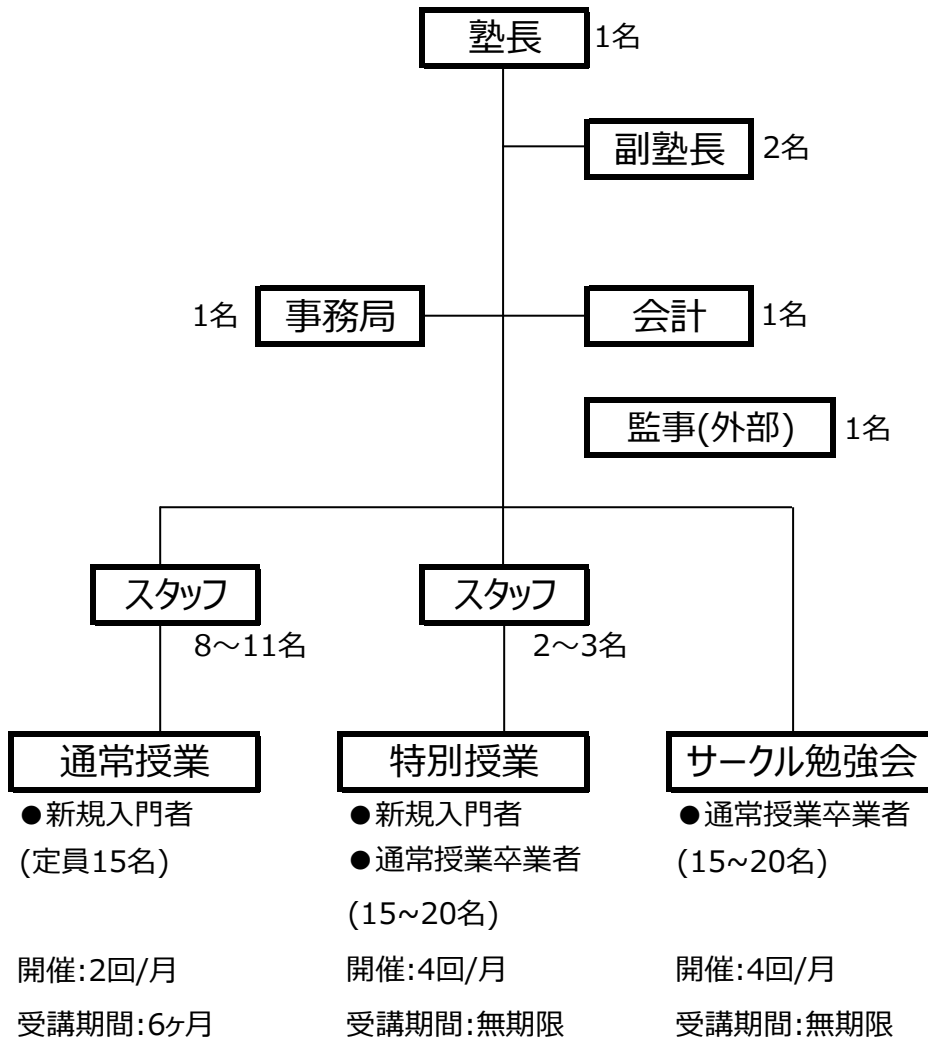 塾長 1名
副塾長 2名
1名 事務局 会計 1名
監事(外部) 1名
スタッフ スタッフ
8～11名 2～3名
通常授業 特別授業 サークル勉強会
●新規入門者 ●新規入門者 ●通常授業卒業者
(定員15名) ●通常授業卒業者 (15~20名)
(15~20名)
開催:2回/月 開催:4回/月 開催:4回/月
受講期間:6ヶ月 受講期間:無期限 受講期間:無期限